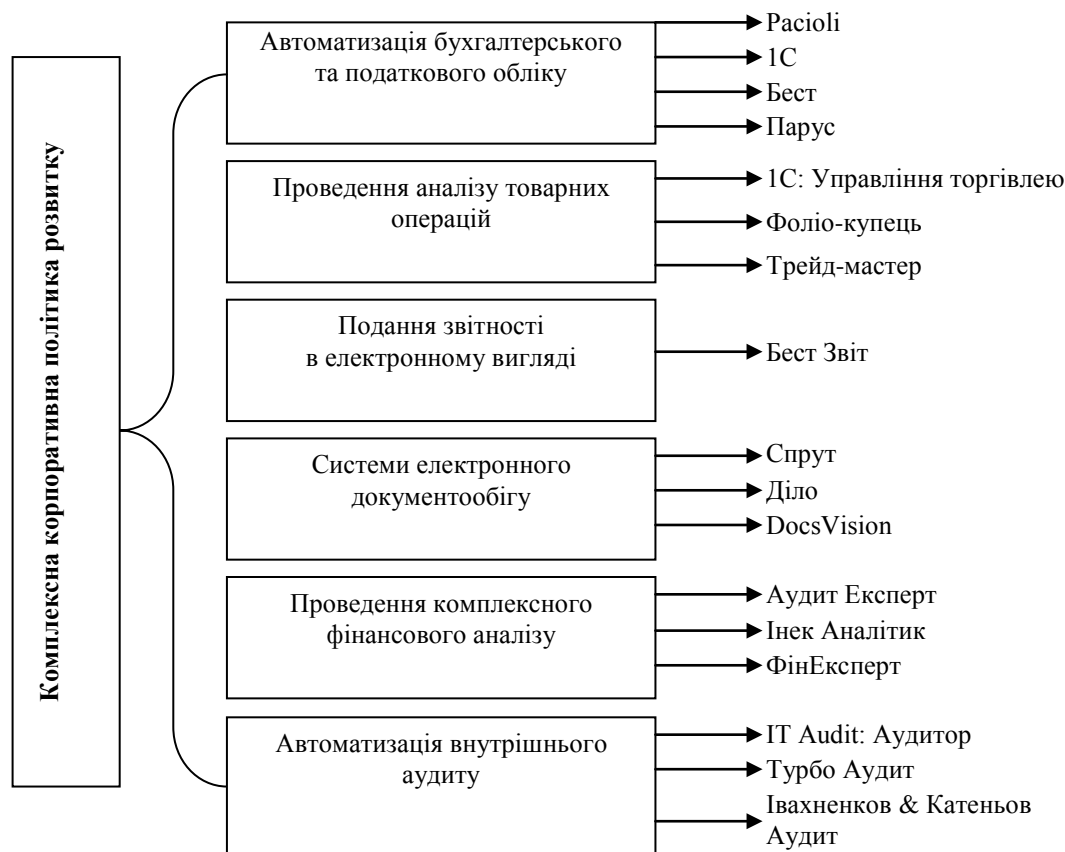 Комплексна корпоративна політика розвитку
Автоматизація бухгалтерського
та податкового обліку
Pacioli
1С
Бест
Парус
Проведення аналізу товарних
операцій
1С: Управління торгівлею
Фоліо-купець
Трейд-мастер
Подання звітності
в електронному вигляді
Бест Звіт
Системи електронного
документообігу
Спрут
Діло
DocsVision
Проведення комплексного
фінансового аналізу
Аудит Експерт
Інек Аналітик
ФінЕксперт
Автоматизація внутрішнього
аудиту
IT Audit: Аудитор
Турбо Аудит
Івахненков & Катеньов
Аудит